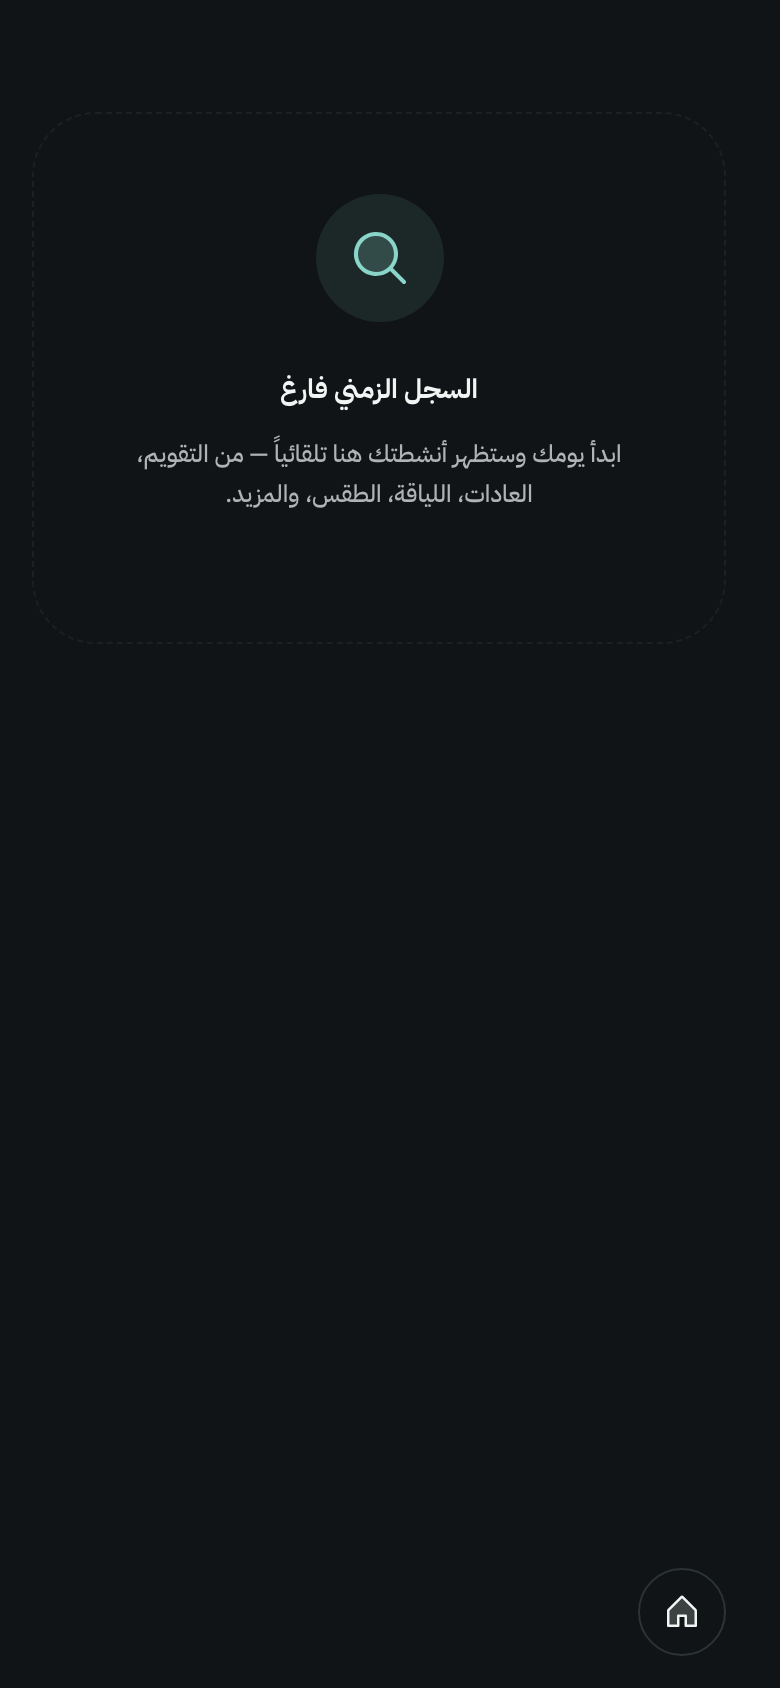 السجل الزمني فارغ
ابدأ يومك وستظهر أنشطتك هنا تلقائياً — من التقويم،
العادات، اللياقة، الطقس، والمزيد.